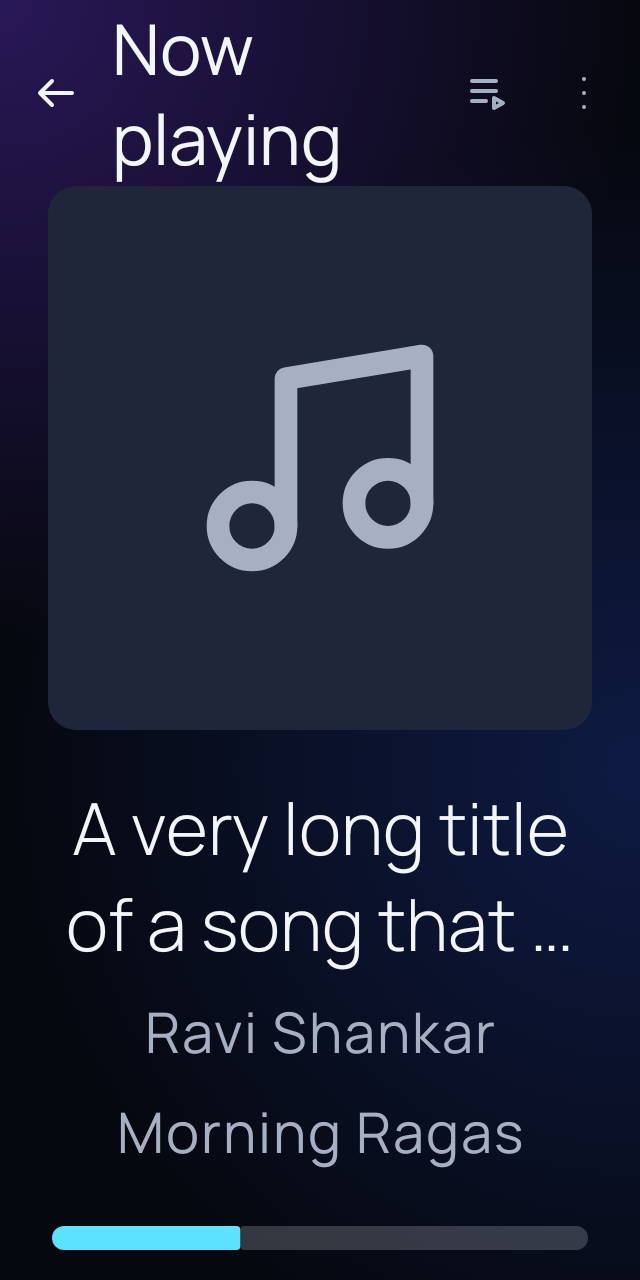 Now
playing
A very long title
of a song that ...
Ravi Shankar
Morning Ragas